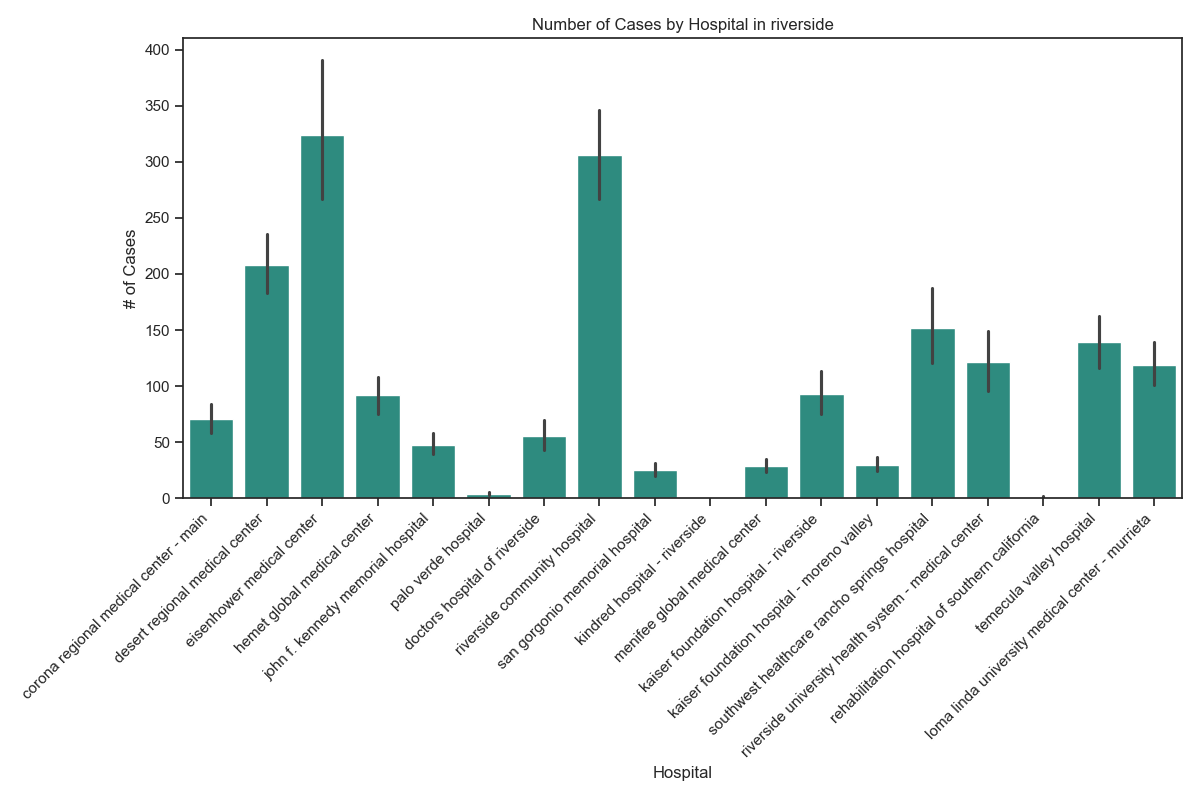 Number of Cases by Hospital in riverside
# of Cases
400
350
300
250
200
150
100
50
0
corona regional medical center - main
desert regional medical center
eisenhower medical center
hemet global medical center
john f. kennedy memorial hospital
palo verde hospital
doctors hospital of riverside
riverside community hospital
san gorgonio memorial hospital
kindred hospital - riverside
menifee global medical center
kaiser foundation hospital - riverside
kaiser foundation hospital - moreno valley
southwest healthcare rancho springs hospital
riverside university health system - medical center
rehabilitation hospital of southern california
temecula valley hospital
loma linda university medical center - murrieta
Hospital